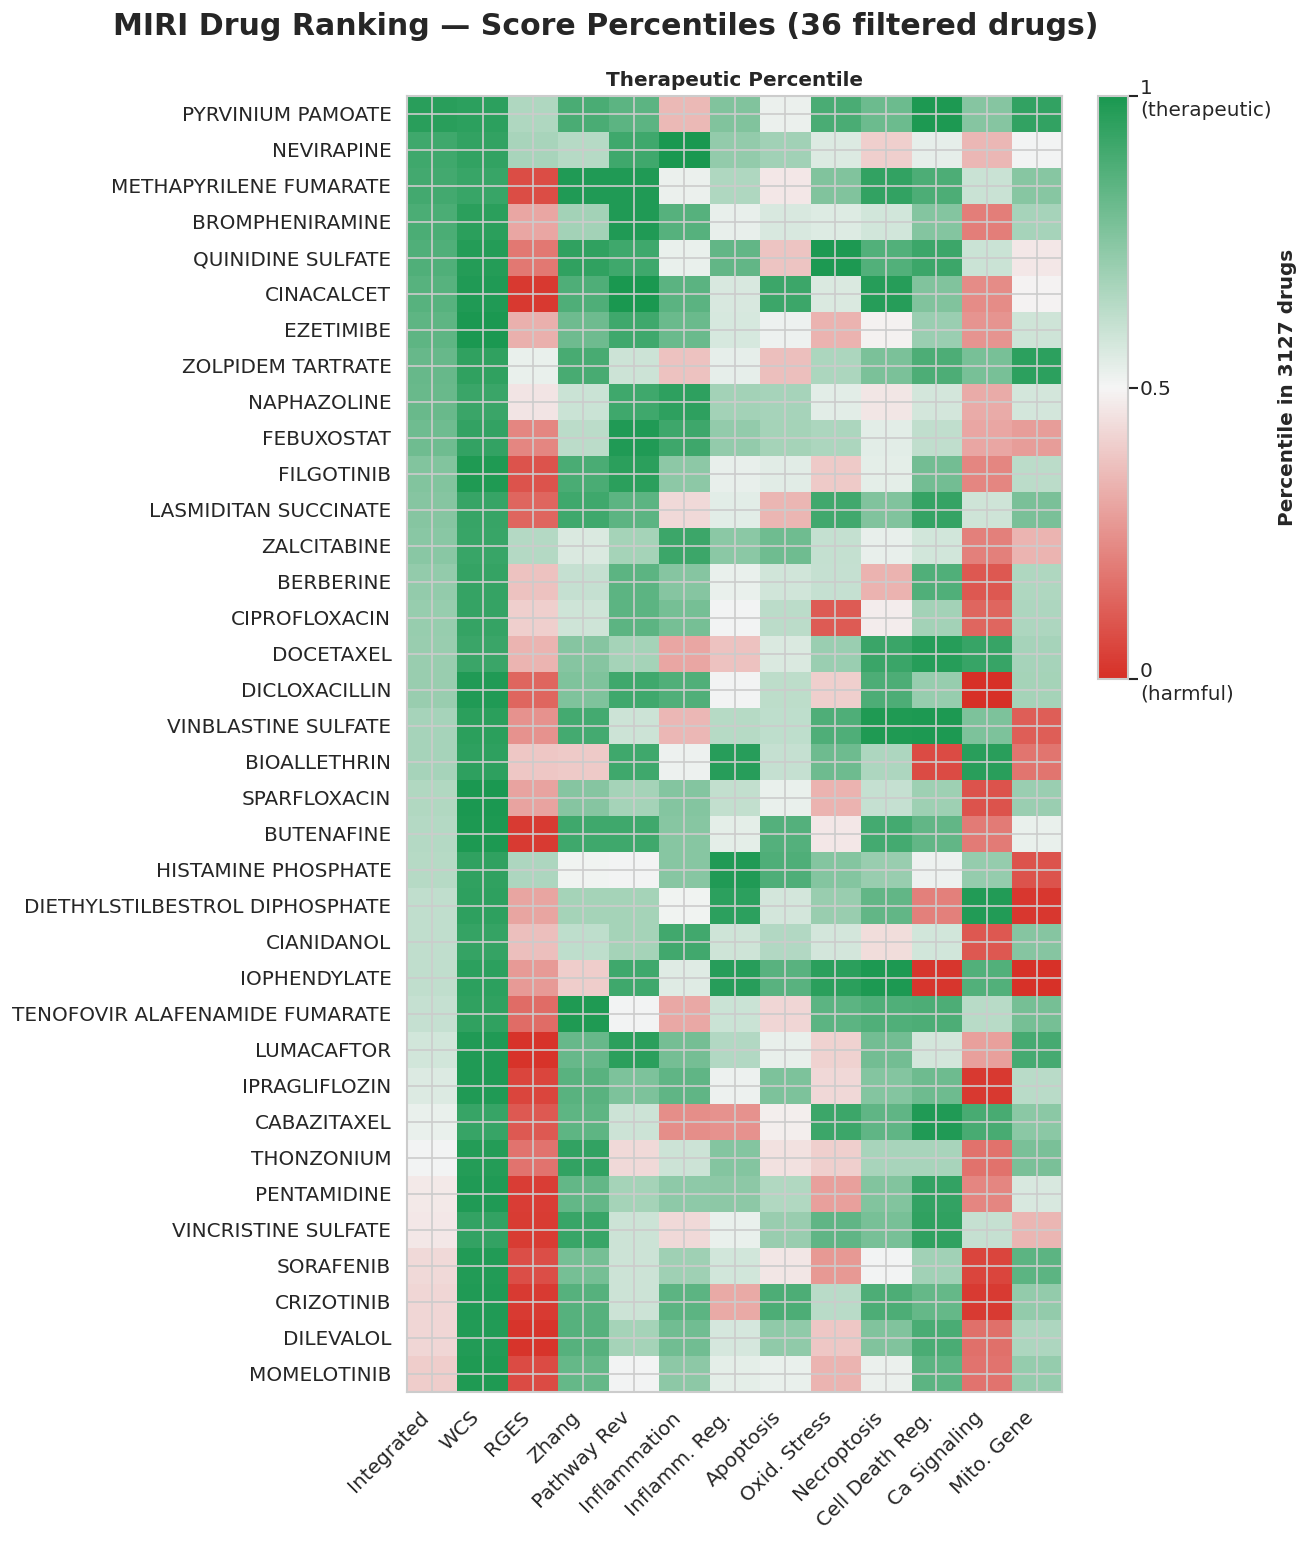 MIRI Drug Ranking — Score Percentiles (36 filtered drugs)
Therapeutic Percentile
PYRVINIUM PAMOATE
NEVIRAPINE
METHAPYRILENE FUMARATE
BROMPHENIRAMINE
QUINIDINE SULFATE
CINACALCET
EZETIMIBE
ZOLPIDEM TARTRATE
NAPHAZOLINE
FEBUXOSTAT
FILGOTINIB
LASMIDITAN SUCCINATE
ZALCITABINE
BERBERINE
CIPROFLOXACIN
DOCETAXEL
DICLOXACILLIN
VINBLASTINE SULFATE
BIOALLETHRIN
SPARFLOXACIN
BUTENAFINE
HISTAMINE PHOSPHATE
DIETHYLSTILBESTROL DIPHOSPHATE
CIANIDANOL
IOPHENDYLATE
TENOFOVIR ALAFENAMIDE FUMARATE
LUMACAFTOR
IPRAGLIFLOZIN
CABAZITAXEL
THONZONIUM
PENTAMIDINE
VINCRISTINE SULFATE
SORAFENIB
CRIZOTINIB
DILEVALOL
MOMELOTINIB
Integrated
WCS
RGES
Zhang
Pathway Rev
Inflammation
Inflamm. Reg.
Apoptosis
Oxid. Stress
Necroptosis
Cell Death Reg.
Ca Signaling
Mito. Gene
1
(therapeutic)
0.5
0
(harmful)
Percentile in 3127 drugs